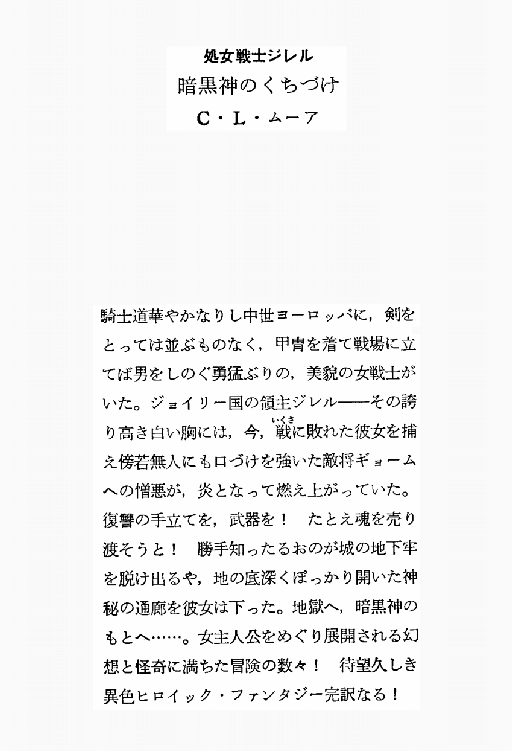 処女戦士ジレル
暗黒神のくちづけ
C・L・ムーア
騎士道華やかなりし中世ヨーロッパに，剣を
とっては並ぶものなく，甲冑を着て戦場に立
てば男をしのぐ勇猛ぶりの，美貌の女戦士が
いた。ジョイリー国の領主ジレル――その誇
り高き白い胸には，今，戦に敗れた彼女を捕
え傍若無人にも口づけを強いた敵将ギョーム
への憎悪が，炎となって燃え上がっていた。
復讐の手立てを，武器を！　たとえ魂を売り
渡そうと！　勝手知ったるおのが城の地下牢
を脱け出るや，地の底深くぽっかり開いた神
秘の通廊を彼女は下った。地獄へ，暗黒神の
もとへ……。女主人公をめぐり展開される幻
想と怪奇に満ちた冒険の数々！　待望久しき
異色ヒロイック・ファンタジー完訳なる！